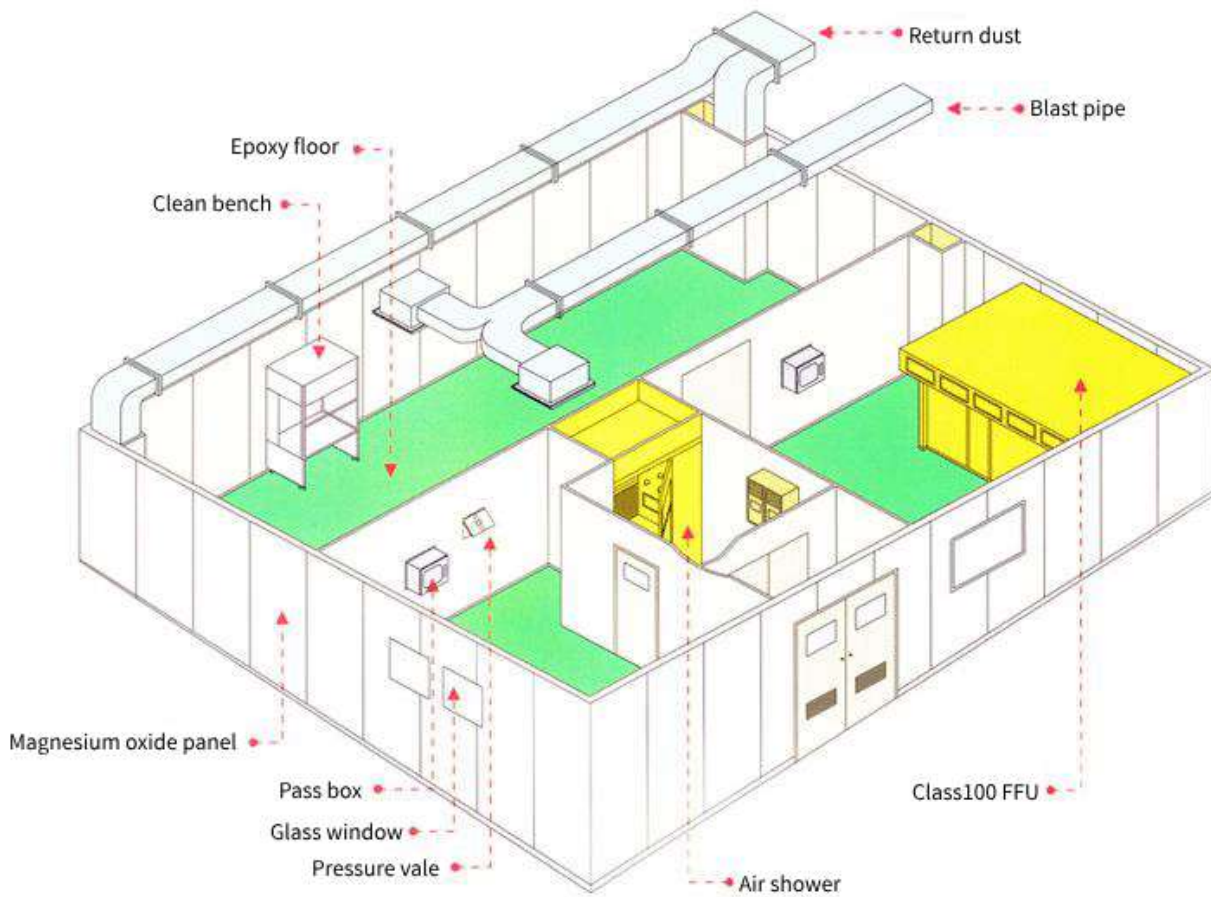 Return dust
Blast pipe
Epoxy floor
Clean bench
Magnesium oxide panel
Pass box
Class100 FFU
Glass window
Pressure vale
Air shower